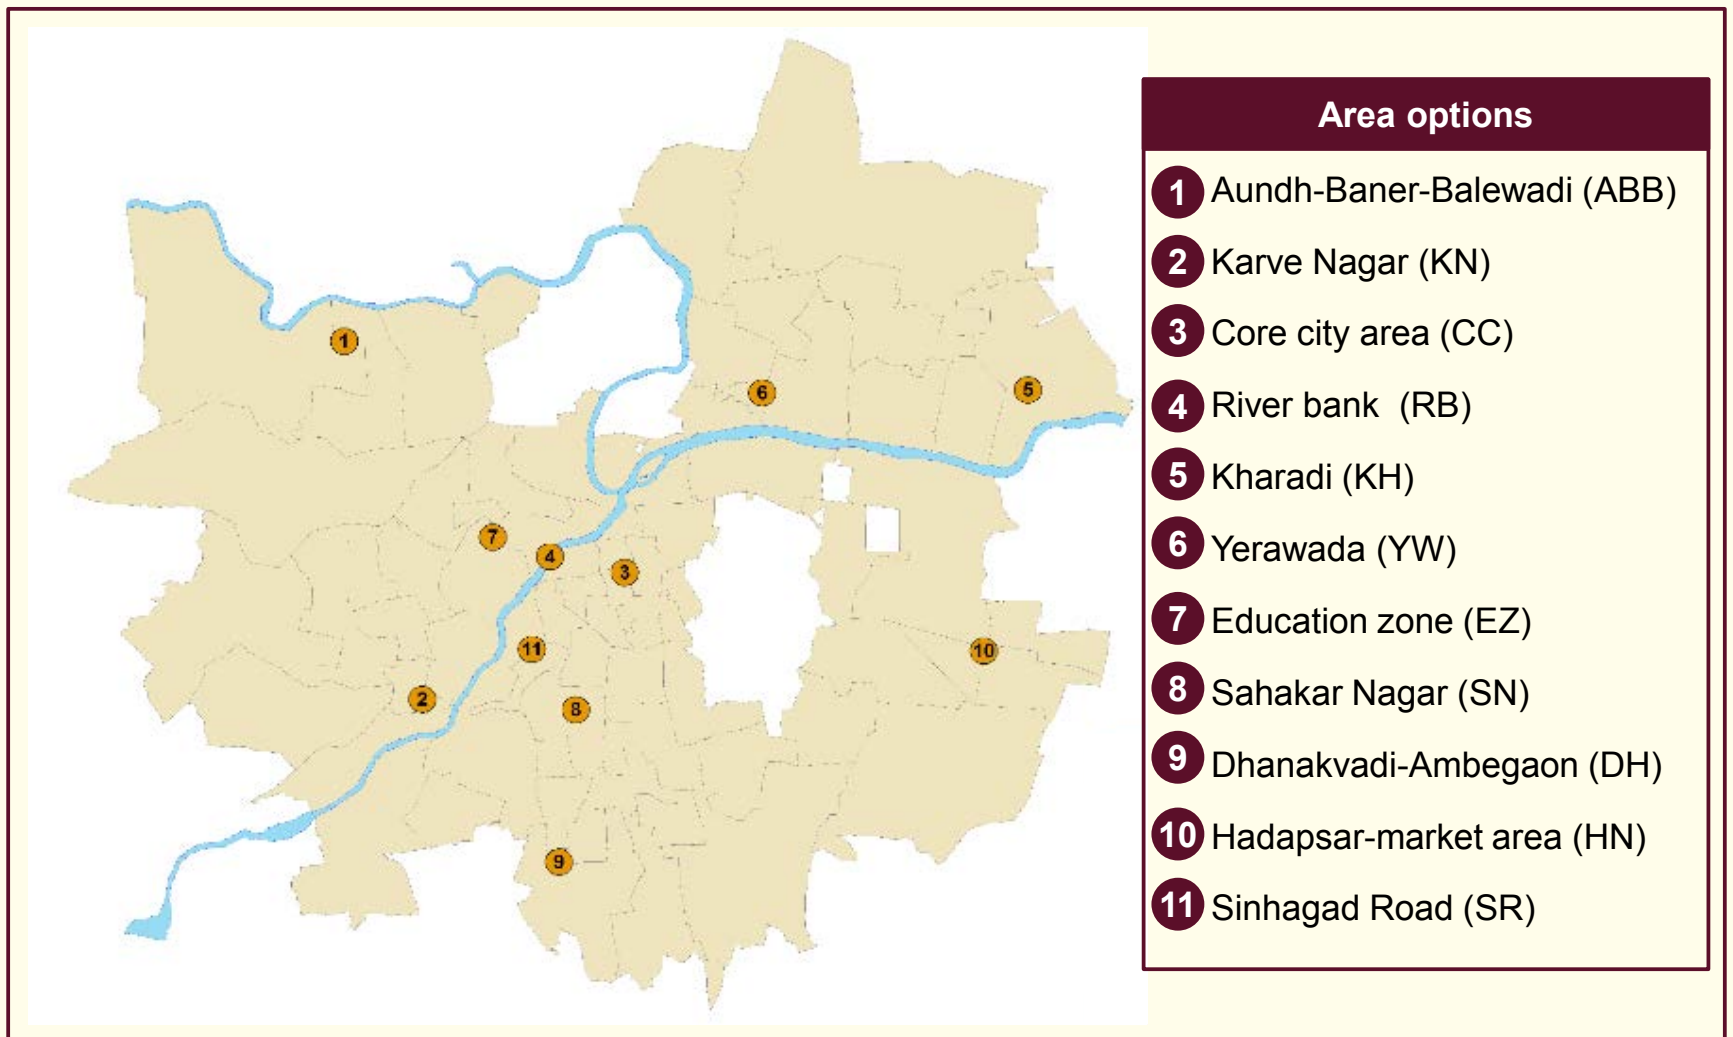 Area options
1 Aundh-Baner-Balewadi (ABB)
2 Karve Nagar (KN)
3 Core city area (CC)
4 River bank (RB)
5 Kharadi (KH)
6 Yerawada (YW)
7 Education zone (EZ)
8 Sahakar Nagar (SN)
9 Dhanakvadi-Ambegaon (DH)
10 Hadapsar-market area (HN)
11 Sinhagad Road (SR)
1
6
5
7
4
3
11
10
2
8
9